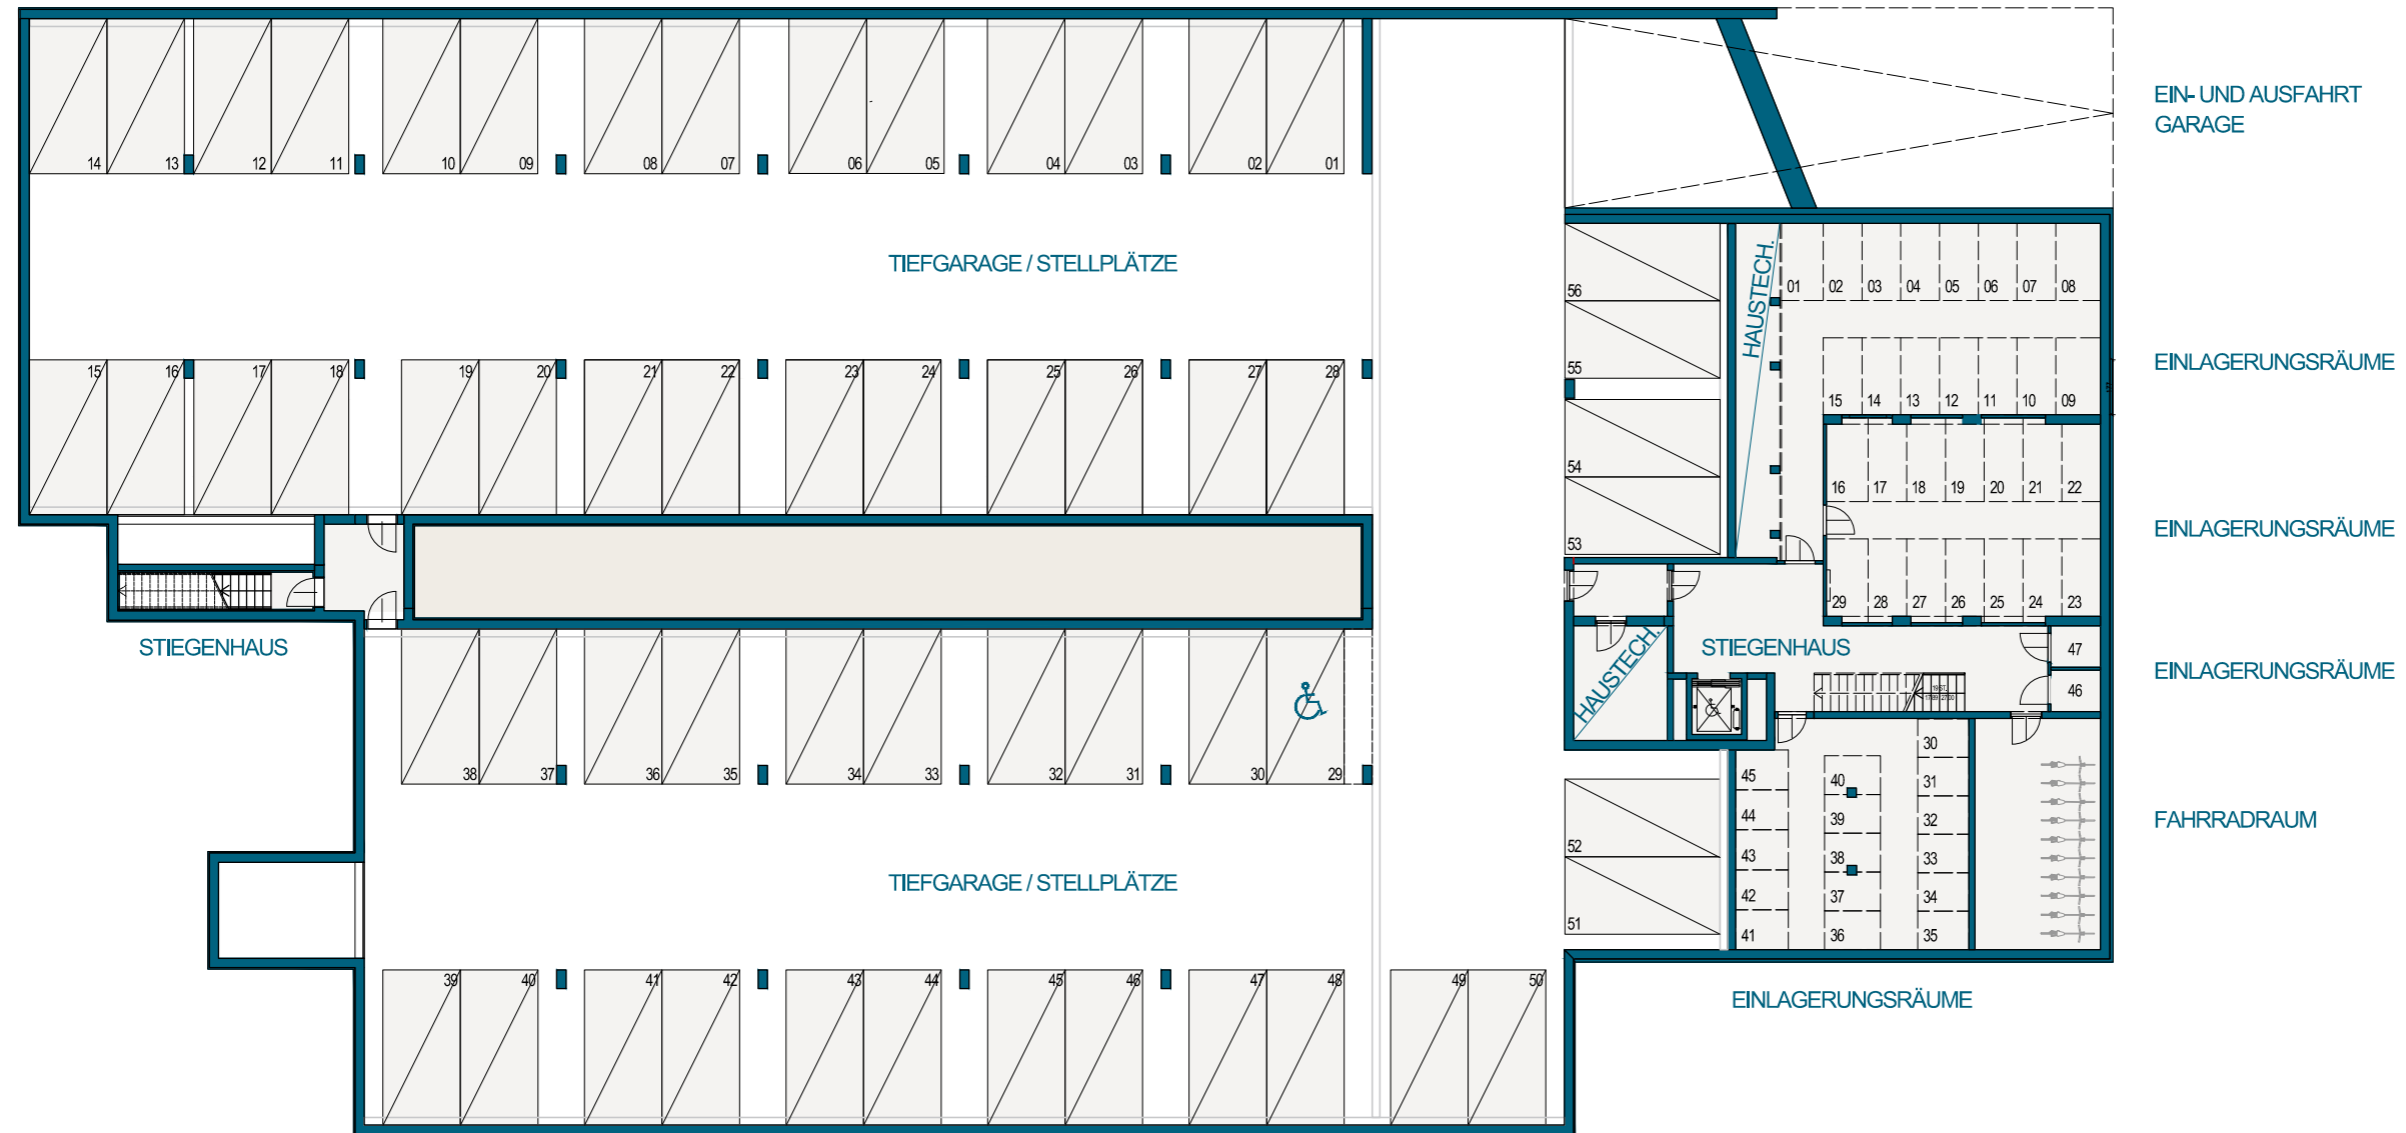 EIN- UND AUSFAHRT
GARAGE
14 13 12 11 10 09 08 07 06 05 04 03 02 01
TIEFGARAGE / STELLPLÄTZE
56
55
54
53
HAUSTECH.
01 02 03 04 05 06 07 08
EINLAGERUNGSRÄUME
15 16 17 18 19 20 21 22 23 24 25 26 27 28
15 14 13 12 11 10 09
16 17 18 19 20 21 22
EINLAGERUNGSRÄUME
29 28 27 26 25 24 23
STIEGENHAUS
HAUSTECH.
STIEGENHAUS
47
46
EINLAGERUNGSRÄUME
38 37 36 35 34 33 32 31 30 29
45
44
43
42
41
40
39
38
37
36
30
31
32
33
34
35
FAHRRADRAUM
52
51
TIEFGARAGE / STELLPLÄTZE
39 40 41 42 43 44 45 46 47 48 49 50
EINLAGERUNGSRÄUME